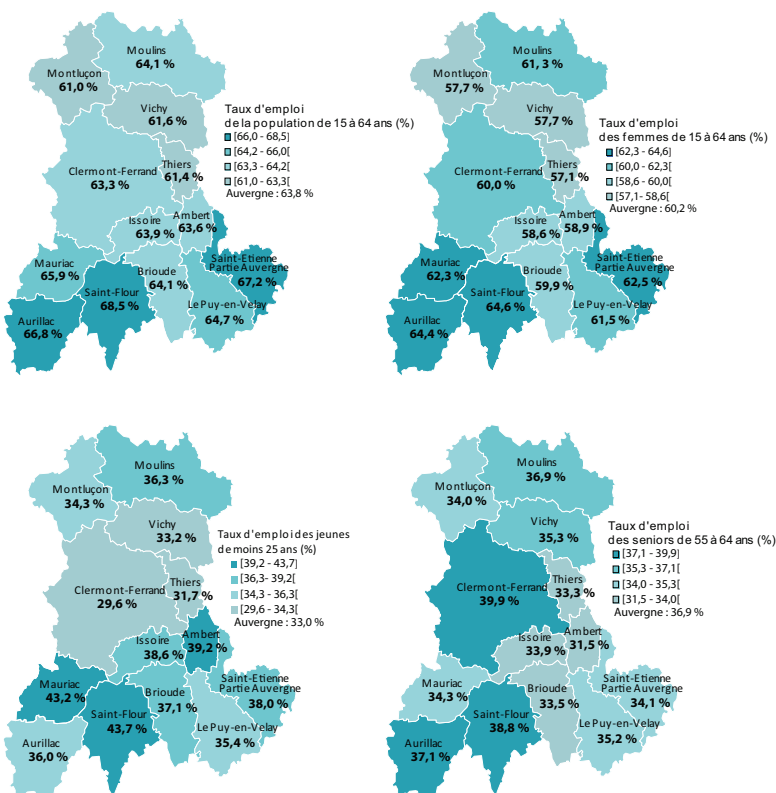 Moulins
64,1 %
Montluçon
61,0 %
Vichy
61,6 %
Taux d'emploi
de la population de 15 à 64 ans (%)
[66,0 - 68,5]
[64,2 - 66,0[
[63,3 - 64,2[
[61,0 - 63,3[
Auvergne : 63,8 %
Clermont-Ferrand
63,3 %
Thiers
61,4 %
Issoire
63,9 %
Ambert
63,6 %
Mauriac
65,9 %
Saint-Flour
68,5 %
Brioude
64,1 %
Saint-Etienne
Partie Auvergne
67,2 %
Le Puy-en-Velay
64,7 %
Aurillac
66,8 %
Moulins
61,3 %
Montluçon
57,7 %
Vichy
57,7 %
Taux d'emploi
des femmes de 15 à 64 ans (%)
[62,3 - 64,6]
[60,0 - 62,3[
[58,6 - 60,0[
[57,1- 58,6[
Auvergne : 60,2 %
Clermont-Ferrand
60,0 %
Thiers
57,1 %
Issoire
58,6 %
Ambert
58,9 %
Mauriac
62,3 %
Saint-Flour
64,6 %
Brioude
59,9 %
Saint-Etienne
Partie Auvergne
62,5 %
Le Puy-en-Velay
61,5 %
Aurillac
64,4 %
Moulins
36,3 %
Montluçon
34,3 %
Vichy
33,2 %
Taux d'emploi des jeunes
de moins 25 ans (%)
[39,2 - 43,7]
[36,3- 39,2[
[34,3 - 36,3[
[29,6 - 34,3[
Auvergne : 33,0 %
Clermont-Ferrand
29,6 %
Thiers
31,7 %
Issoire
38,6 %
Ambert
39,2 %
Mauriac
43,2 %
Saint-Flour
43,7 %
Brioude
37,1 %
Saint-Etienne
Partie Auvergne
38,0 %
Le Puy-en-Velay
35,4 %
Aurillac
36,0 %
Moulins
36,9 %
Montluçon
34,0 %
Vichy
35,3 %
Taux d'emploi
des seniors de 55 à 64 ans (%)
[37,1 - 39,9]
[35,3 - 37,1[
[34,0 - 35,3[
[31,5 - 34,0[
Auvergne : 36,9 %
Clermont-Ferrand
39,9 %
Thiers
33,3 %
Issoire
33,9 %
Ambert
31,5 %
Mauriac
34,3 %
Saint-Flour
38,8 %
Brioude
33,5 %
Saint-Etienne
Partie Auvergne
34,1 %
Le Puy-en-Velay
35,2 %
Aurillac
37,1 %